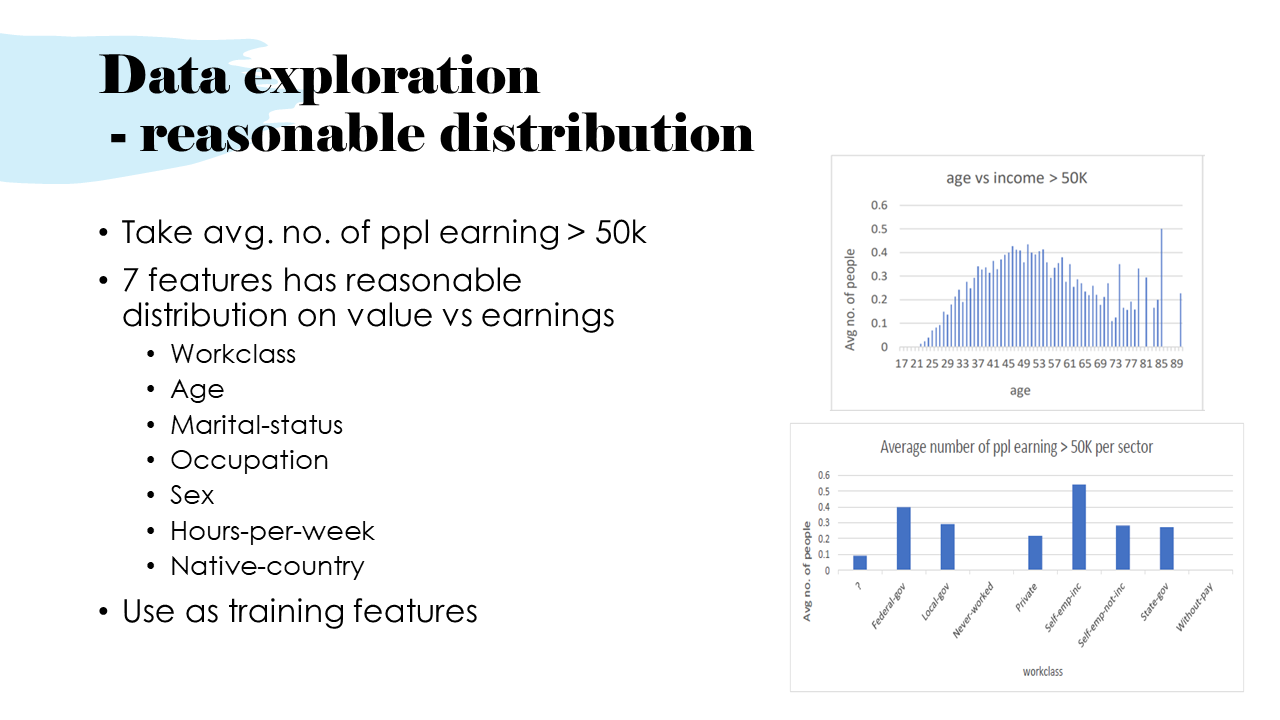 Data exploration
- reasonable distribution
• Take avg. no. of ppl earning > 50k
• 7 features has reasonable
distribution on value vs earnings
• Workclass
• Age
• Marital-status
• Occupation
• Sex
• Hours-per-week
• Native-country
• Use as training features
age vs income > 50K
Avg no. of people
0.6
0.5
0.4
0.3
0.2
0.1
0
17 21 25 29 33 37 41 45 49 53 57 61 65 69 73 77 81 85 89
age
Average number of ppl earning > 50K per sector
Avg no. of people
0.6
0.5
0.4
0.3
0.2
0.1
0
?
Federal-gov
Local-gov
Never-worked
Private
Self-emp-inc
Self-emp-not-inc
State-gov
Without-pay
workclass